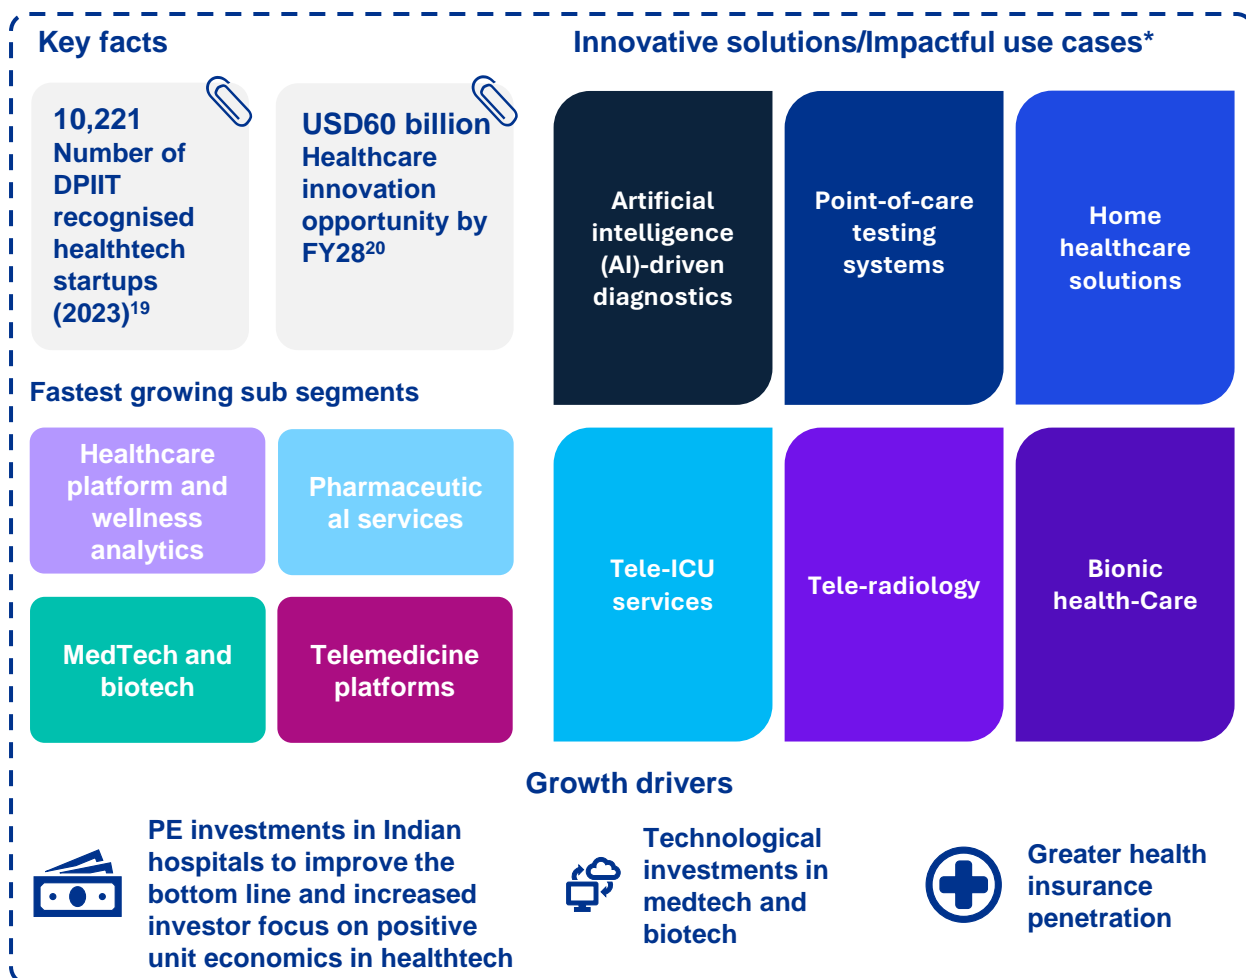 Key facts
10,221
Number of
DPIIT
recognised
healthtech
startups
(2023)19
USD60 billion
Healthcare
innovation
opportunity by
FY2820
Fastest growing sub segments
Healthcare
platform and
wellness
analytics
Pharmaceutic
al services
MedTech and
biotech
Telemedicine
platforms
Innovative solutions/Impactful use cases*
Artificial
intelligence
(AI)-driven
diagnostics
Point-of-care
testing
systems
Home
healthcare
solutions
Tele-ICU
services
Tele-radiology
Bionic
health-Care
Growth drivers
PE investments in Indian
hospitals to improve the
bottom line and increased
investor focus on positive
unit economics in healthtech
Technological
investments in
medtech and
biotech
Greater health
insurance
penetration